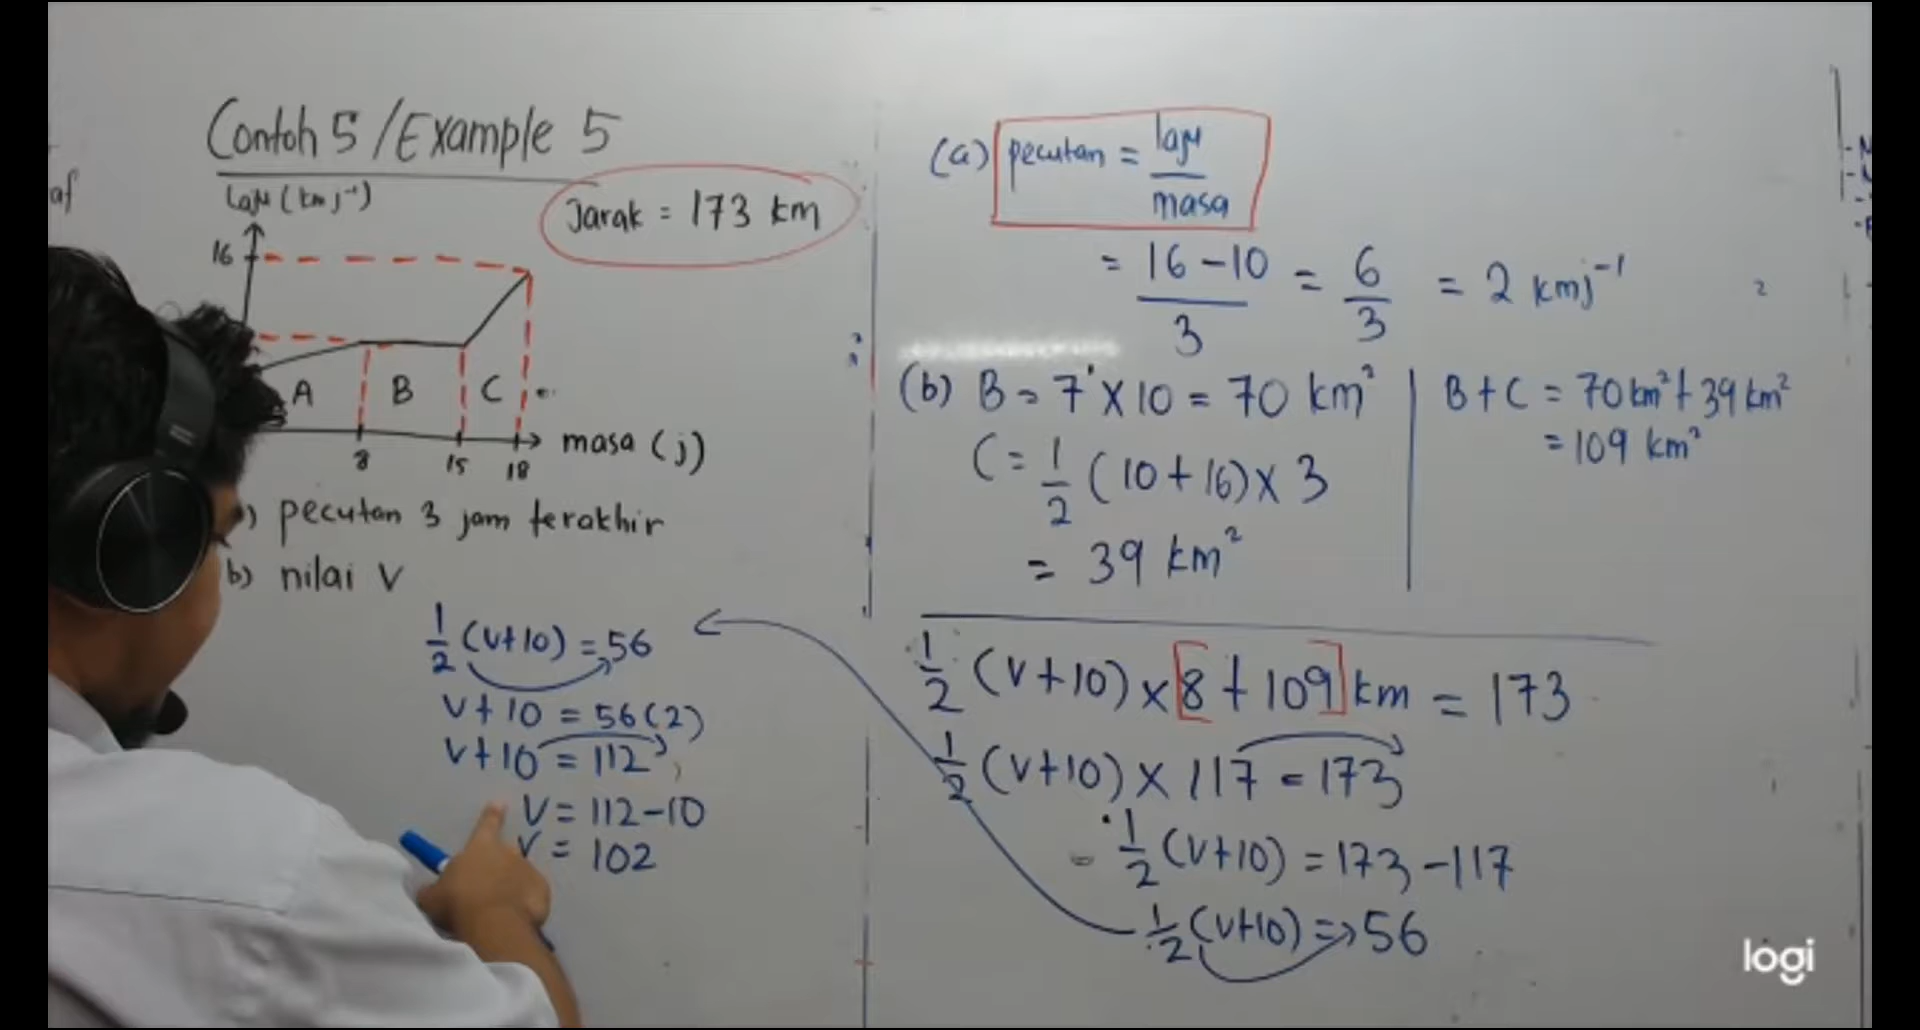 af
Contoh 5 / Example 5
Laju (km j⁻¹)
Jarak = 173 km
16
A B C
8 15 18
masa (j)
) pecutan 3 jam terakhir
b) nilai V
1/2 (V+10) = 56
V+10 = 56(2)
V+10 = 112
V = 112-10
V = 102
(a) pecutan = laju/masa
= 16-10/3 = 6/3 = 2 kmj⁻¹
(b) B = 7 × 10 = 70 km²
C = 1/2 (10+16) × 3
= 39 km²
B + C = 70 km² + 39 km²
= 109 km²
1/2 (V+10) × [8 + 109] km = 173
1/2 (V+10) × 117 = 173
- 1/2 (V+10) = 173 - 117
1/2 (V+10) = 56
logi